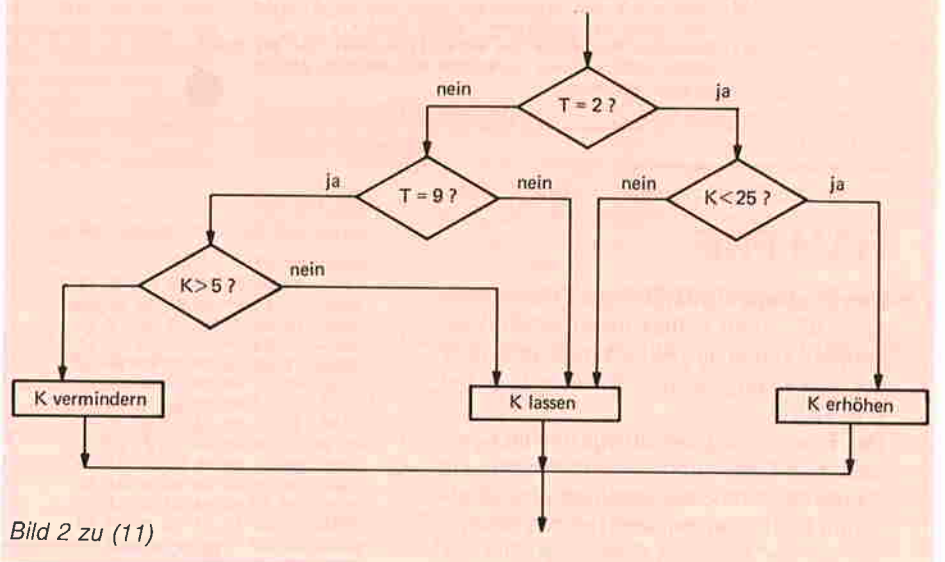 T = 2 ?
nein
ja
T = 9 ?
ja
nein
K<25 ?
nein
ja
K>5 ?
nein
K vermindern
K lassen
K erhöhen
Bild 2 zu (11)